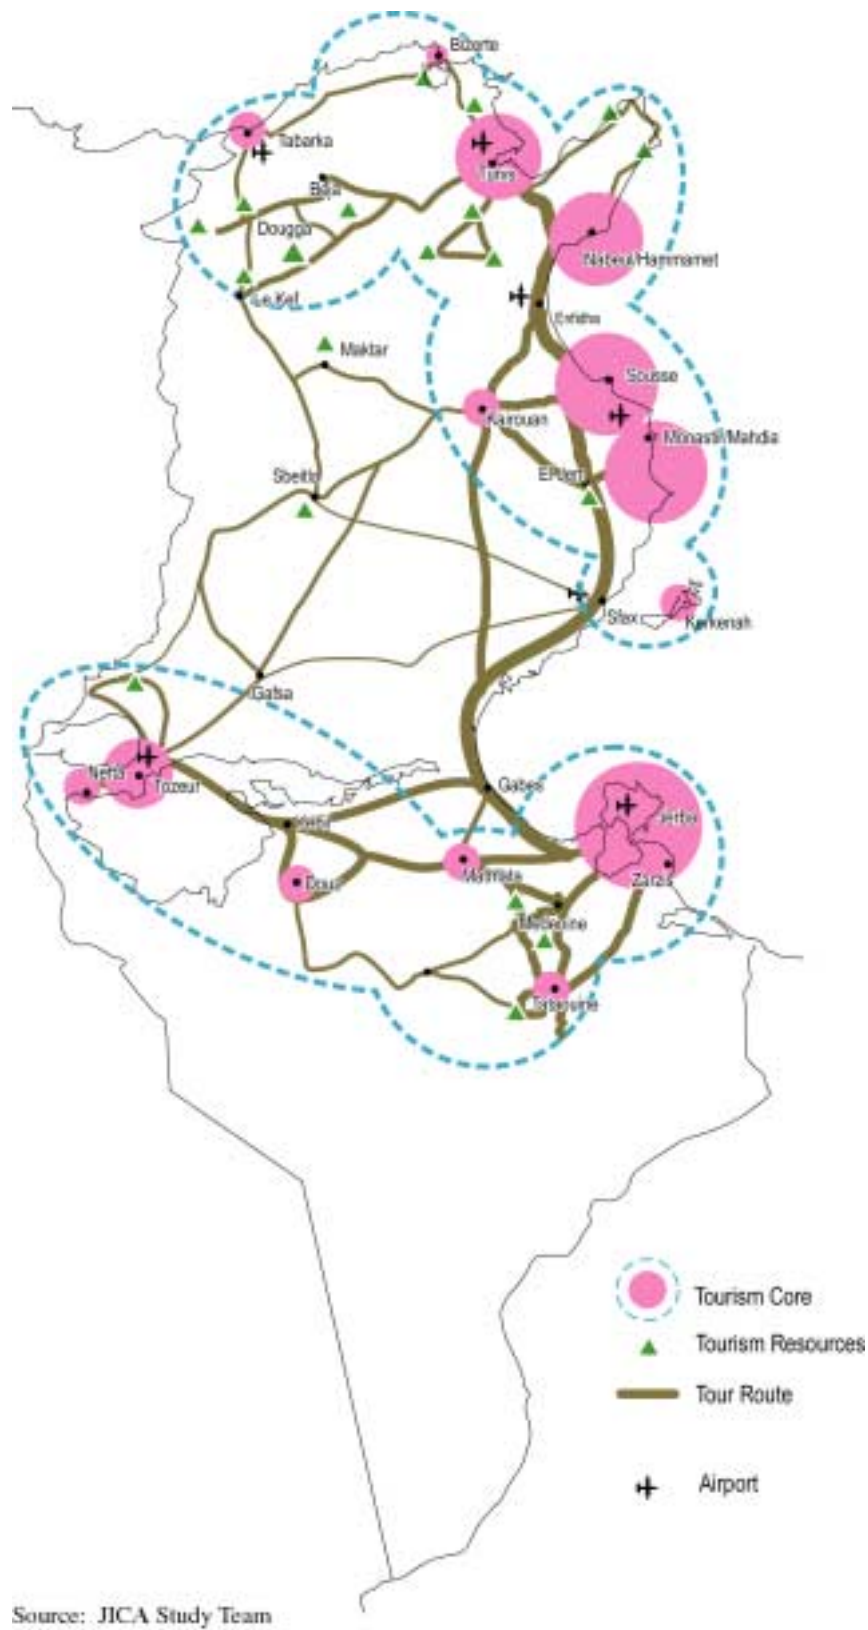 Bizerte
Tabarka
Tunis
Beja
Dougga
Nabeul/Hammamet
Le Kef
Enfidha
Maktar
Sousse
Kairouan
Monastir/Mahdia
Sbeitla
El Djem
Sfax
Kerkenah
Gafsa
Nefta
Tozeur
Gabes
Jerba
Kebili
Matmata
Douz
Zarzis
Medenine
Tataouine
Tourism Core
Tourism Resources
Tour Route
Airport
Source: JICA Study Team